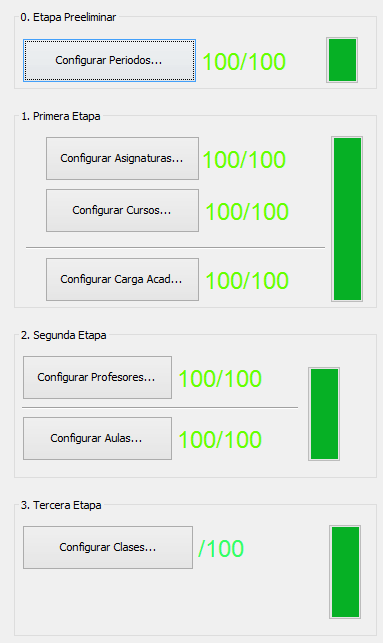 0. Etapa Preeliminar
Configurar Periodos... 100/100
1. Primera Etapa
Configurar Asignaturas... 100/100
Configurar Cursos... 100/100
Configurar Carga Acad... 100/100
2. Segunda Etapa
Configurar Profesores... 100/100
Configurar Aulas... 100/100
3. Tercera Etapa
Configurar Clases... /100